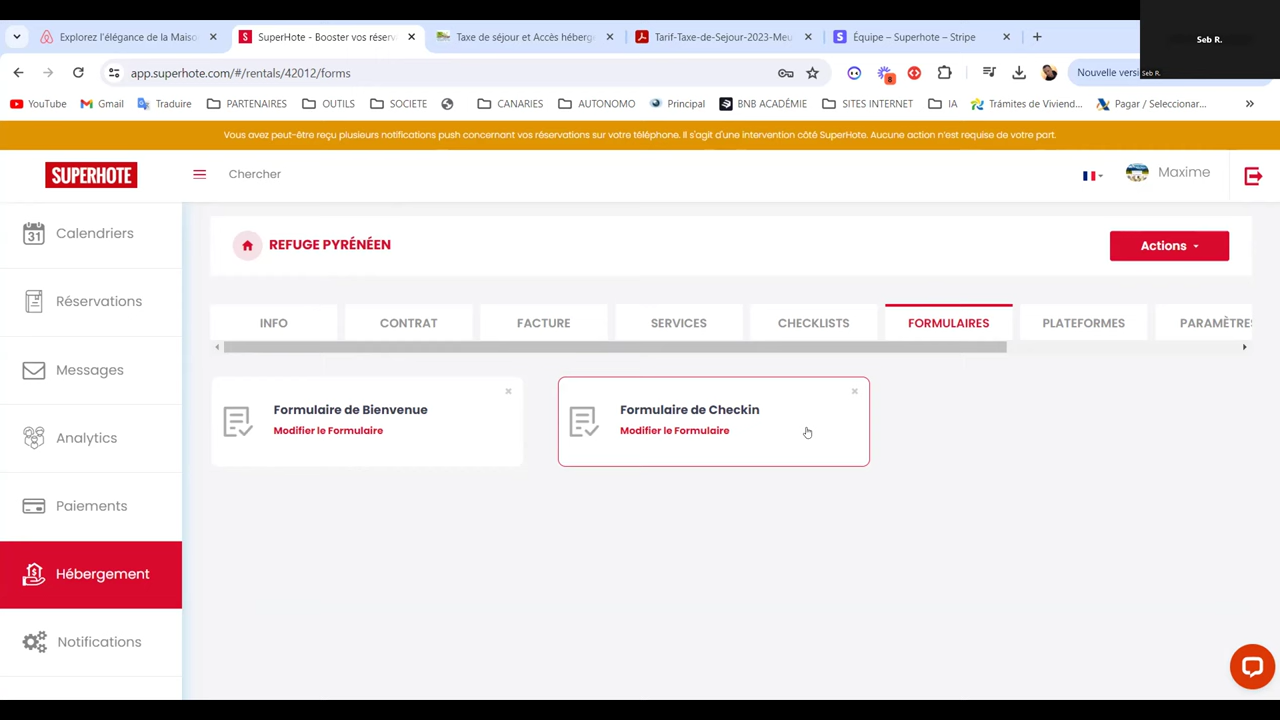 Explorez l'élégance de la Maiso
SuperHote - Booster vos réserv
Taxe de séjour et Accès héberg
Tarif-Taxe-de-Sejour-2023-Meu
Équipe – Superhote – Stripe
Seb R.
app.superhote.com/#/rentals/42012/forms
8
Nouvelle versi
Seb R.
YouTube
Gmail
Traduire
PARTENAIRES
OUTILS
SOCIETE
CANARIES
AUTONOMO
Principal
BNB ACADÉMIE
SITES INTERNET
IA
Trámites de Viviend...
Pagar / Seleccionar...
Vous avez peut-être reçu plusieurs notifications push concernant vos réservations sur votre téléphone. Il s'agit d'une intervention côté SuperHote. Aucune action n'est requise de votre part.
SUPERHOTE
Chercher
Maxime
31
Calendriers
Réservations
Messages
Analytics
Paiements
Hébergement
Notifications
REFUGE PYRÉNÉEN
Actions
INFO
CONTRAT
FACTURE
SERVICES
CHECKLISTS
FORMULAIRES
PLATEFORMES
PARAMÈTRES
Formulaire de Bienvenue
Modifier le Formulaire
Formulaire de Checkin
Modifier le Formulaire